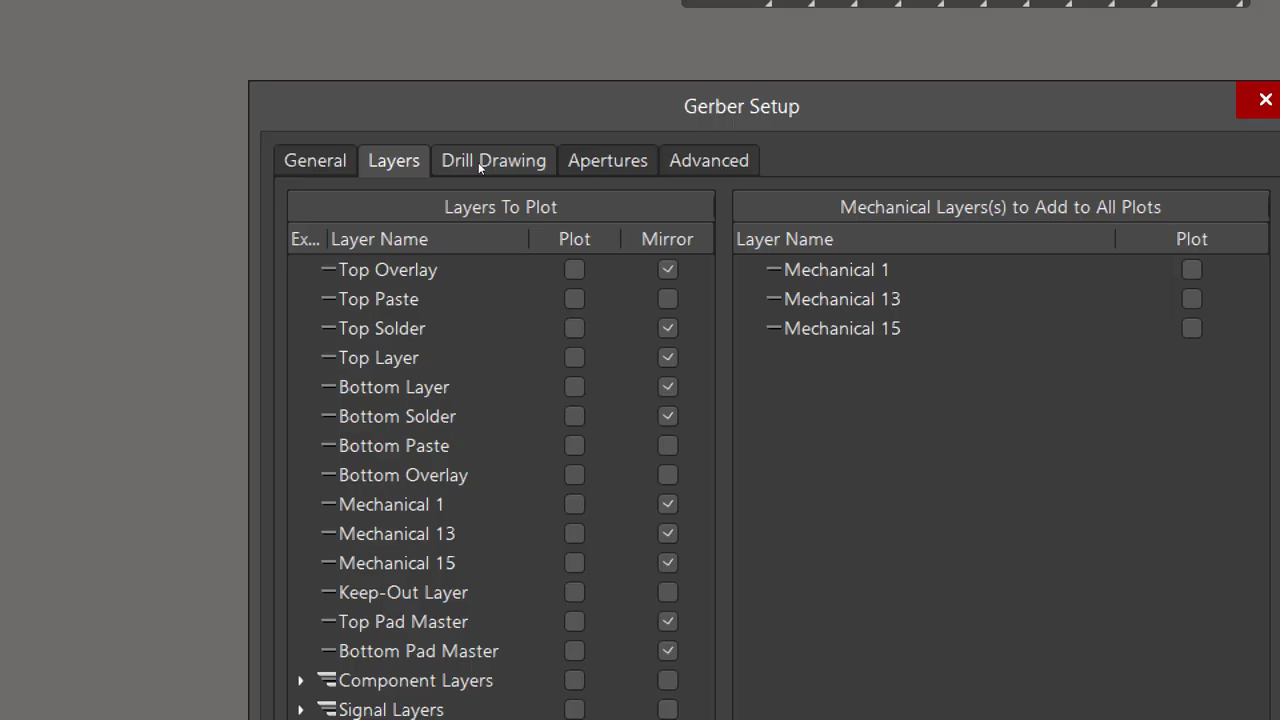 Gerber Setup
General Layers Drill Drawing Apertures Advanced
Layers To Plot
Ex... Layer Name Plot Mirror
Top Overlay
Top Paste
Top Solder
Top Layer
Bottom Layer
Bottom Solder
Bottom Paste
Bottom Overlay
Mechanical 1
Mechanical 13
Mechanical 15
Keep-Out Layer
Top Pad Master
Bottom Pad Master
Component Layers
Signal Layers
Mechanical Layers(s) to Add to All Plots
Layer Name Plot
Mechanical 1
Mechanical 13
Mechanical 15